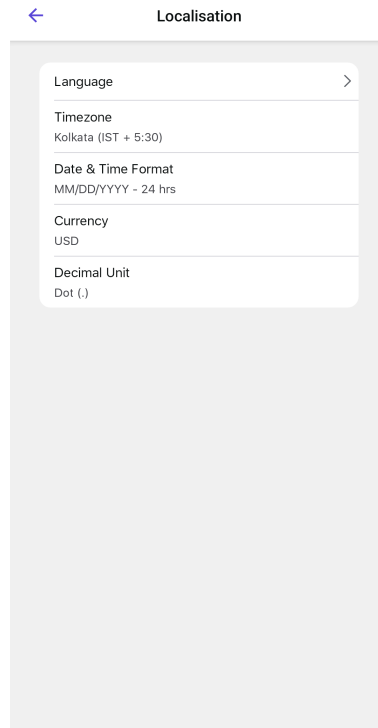 Localisation
Language
Timezone
Kolkata (IST + 5:30)
Date & Time Format
MM/DD/YYYY - 24 hrs
Currency
USD
Decimal Unit
Dot (.)